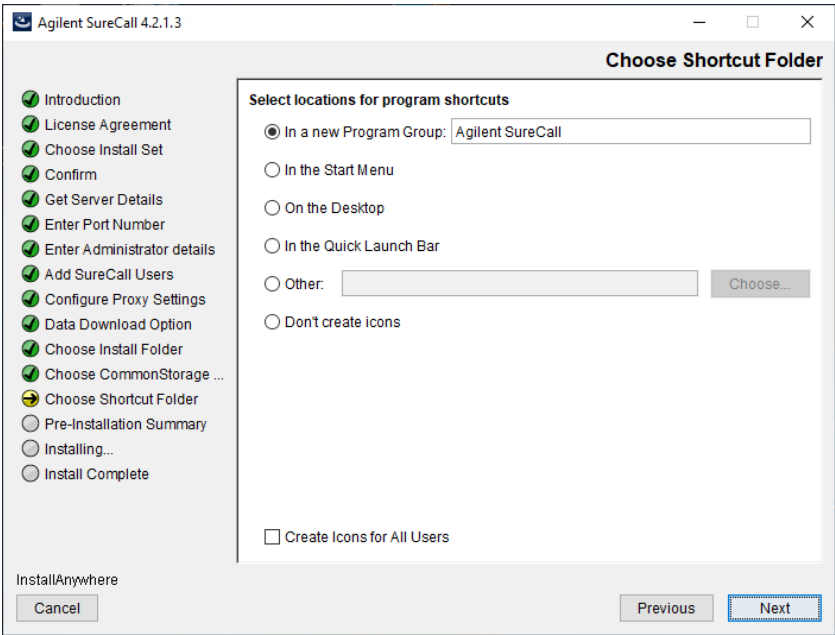 Agilent SureCall 4.2.1.3
Choose Shortcut Folder
Introduction
License Agreement
Choose Install Set
Confirm
Get Server Details
Enter Port Number
Enter Administrator details
Add SureCall Users
Configure Proxy Settings
Data Download Option
Choose Install Folder
Choose CommonStorage ...
Choose Shortcut Folder
Pre-Installation Summary
Installing...
Install Complete
Select locations for program shortcuts
In a new Program Group: Agilent SureCall
In the Start Menu
On the Desktop
In the Quick Launch Bar
Other: Choose...
Don't create icons
Create Icons for All Users
InstallAnywhere
Cancel Previous Next